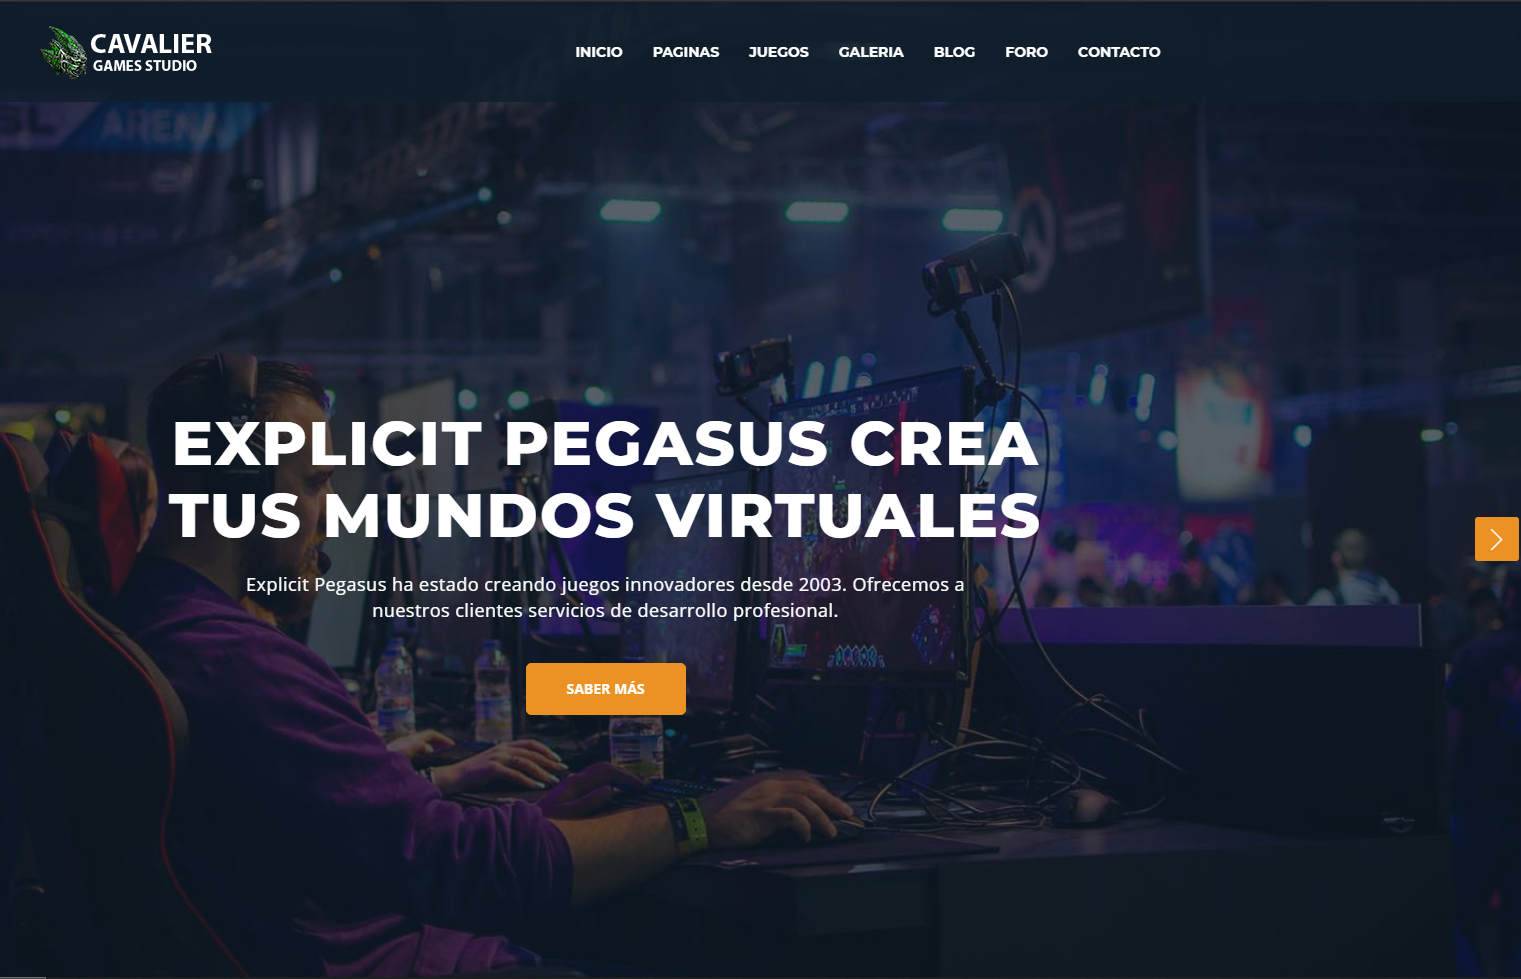 CAVALIER
GAMES STUDIO
INICIO PAGINAS JUEGOS GALERIA BLOG FORO CONTACTO
ARENA
EXPLICIT PEGASUS CREA
TUS MUNDOS VIRTUALES
Explicit Pegasus ha estado creando juegos innovadores desde 2003. Ofrecemos a
nuestros clientes servicios de desarrollo profesional.
SABER MÁS